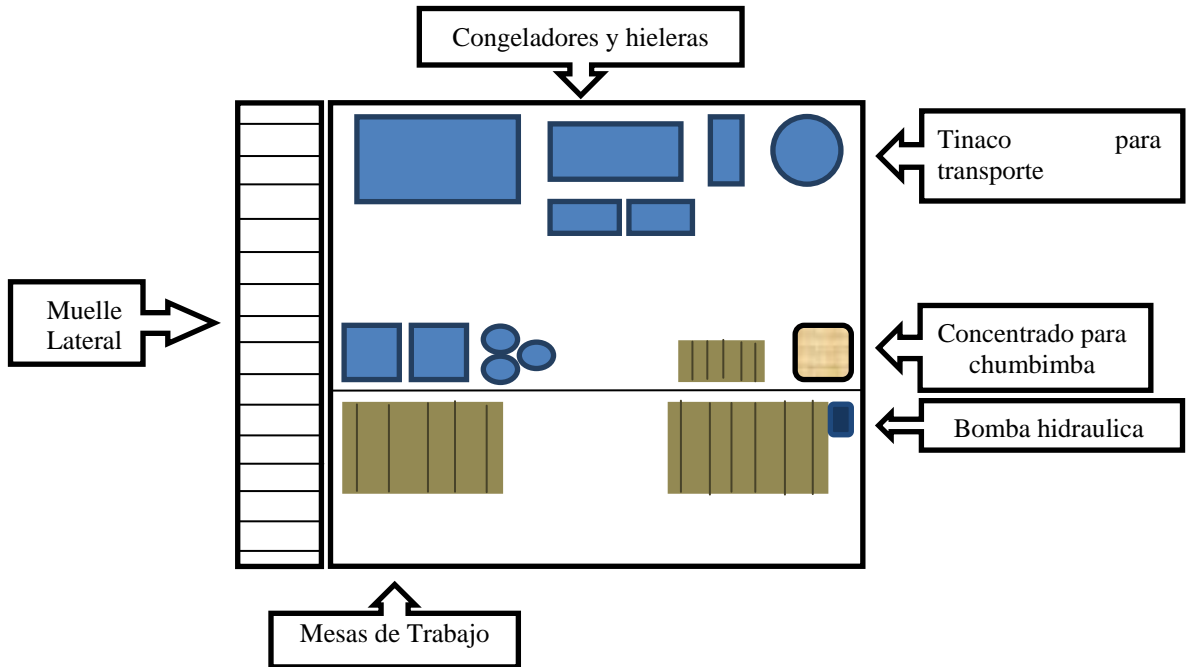 Congeladores y hieleras
Tinaco para
transporte
Muelle
Lateral
Concentrado para
chumbimba
Bomba hidraulica
Mesas de Trabajo